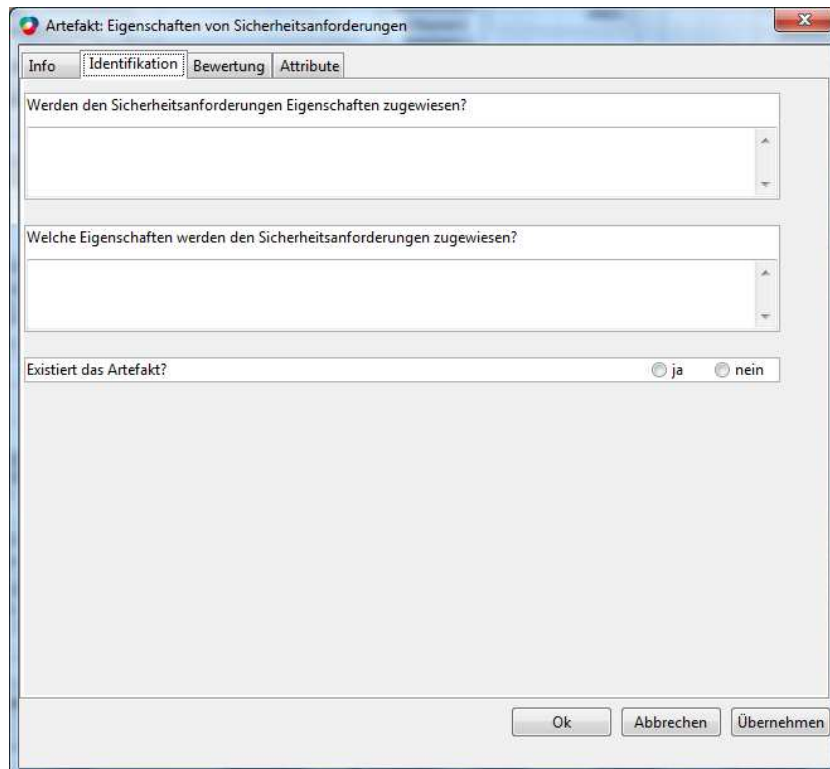 Artefakt: Eigenschaften von Sicherheitsanforderungen
Info Identifikation Bewertung Attribute
Werden den Sicherheitsanforderungen Eigenschaften zugewiesen?
Welche Eigenschaften werden den Sicherheitsanforderungen zugewiesen?
Existiert das Artefakt? ja nein
Ok Abbrechen Übernehmen